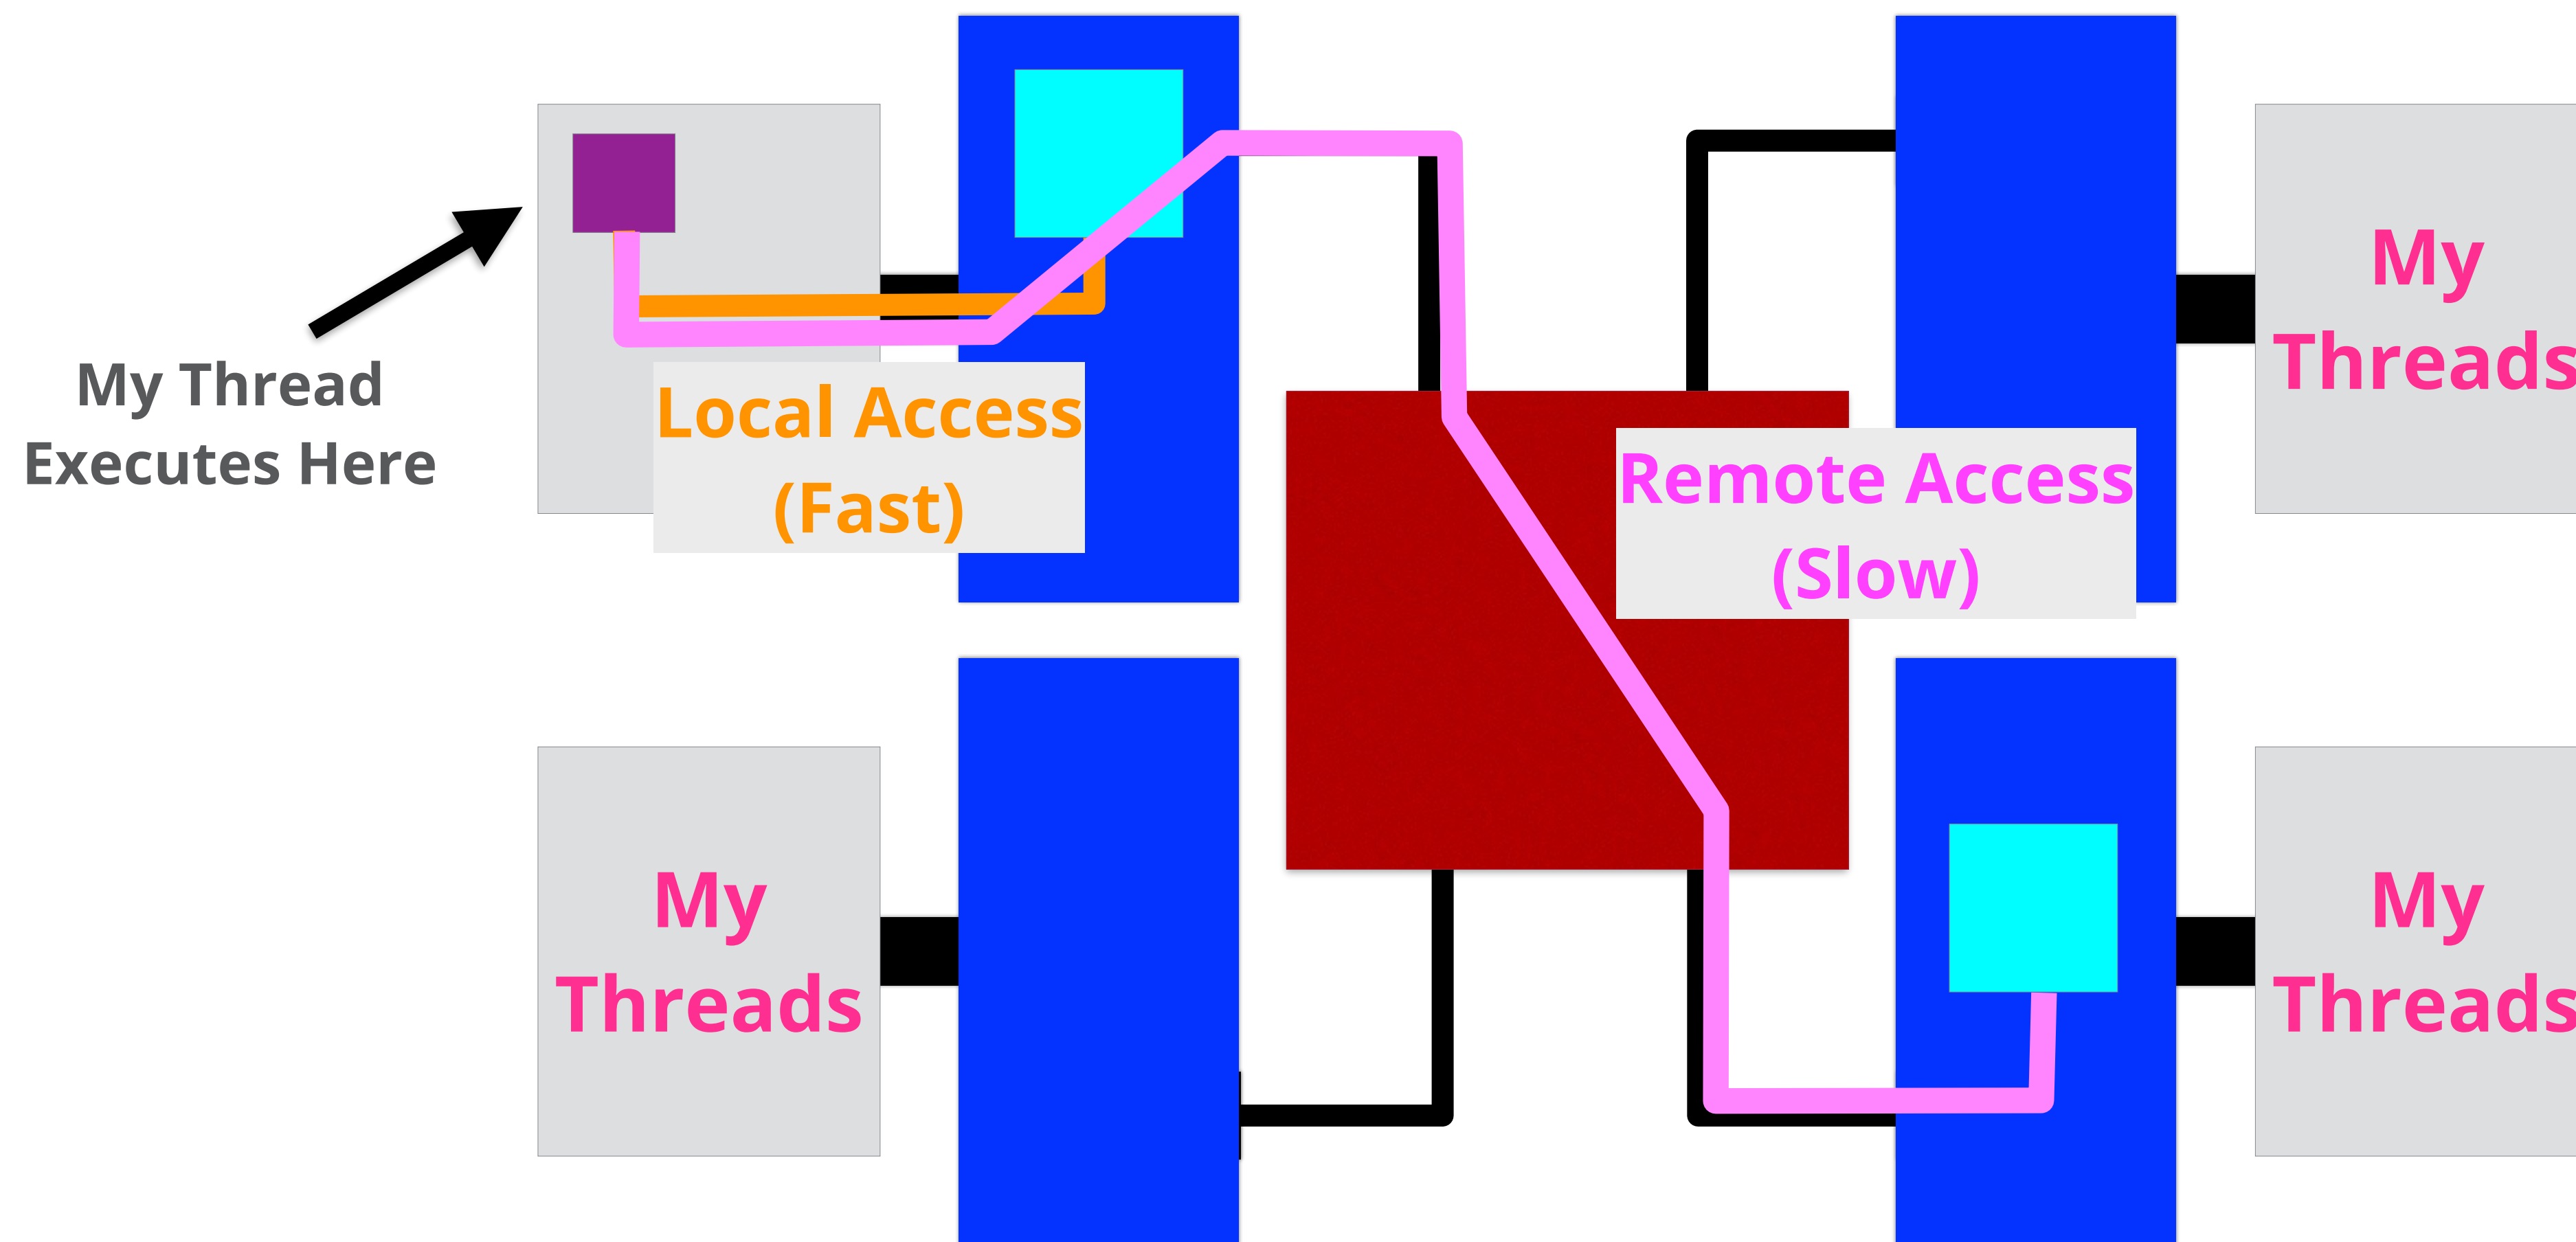 My Thread
Executes Here
Local Access
(Fast)
Remote Access
(Slow)
My
Threads
My
Threads
My
Threads